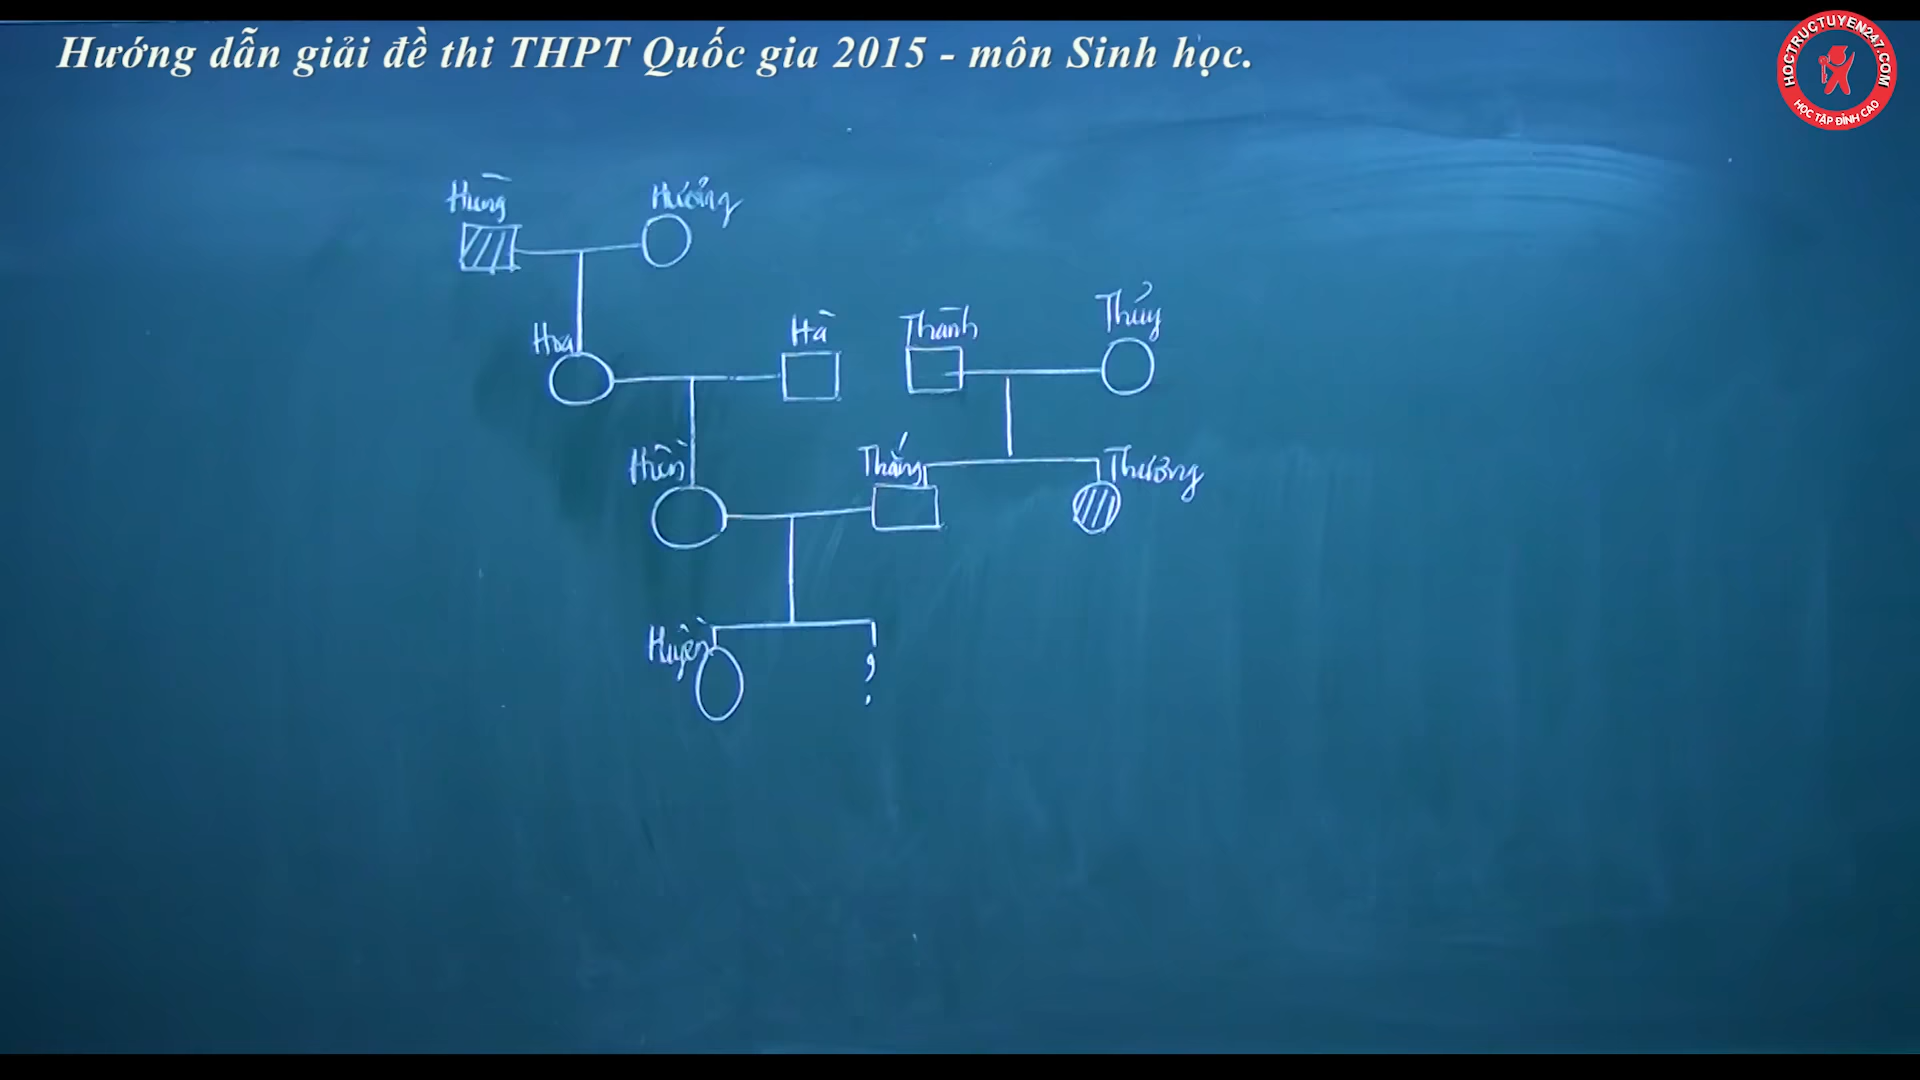 Hướng dẫn giải đề thi THPT Quốc gia 2015 - môn Sinh học.
HOCTRUCTUYEN247.COM
HỌC TẬP ĐỈNH CAO
Hùng
Hoa
Hà
Thành
Thủy
Hiền
Thắng
Thương
Huyền
?